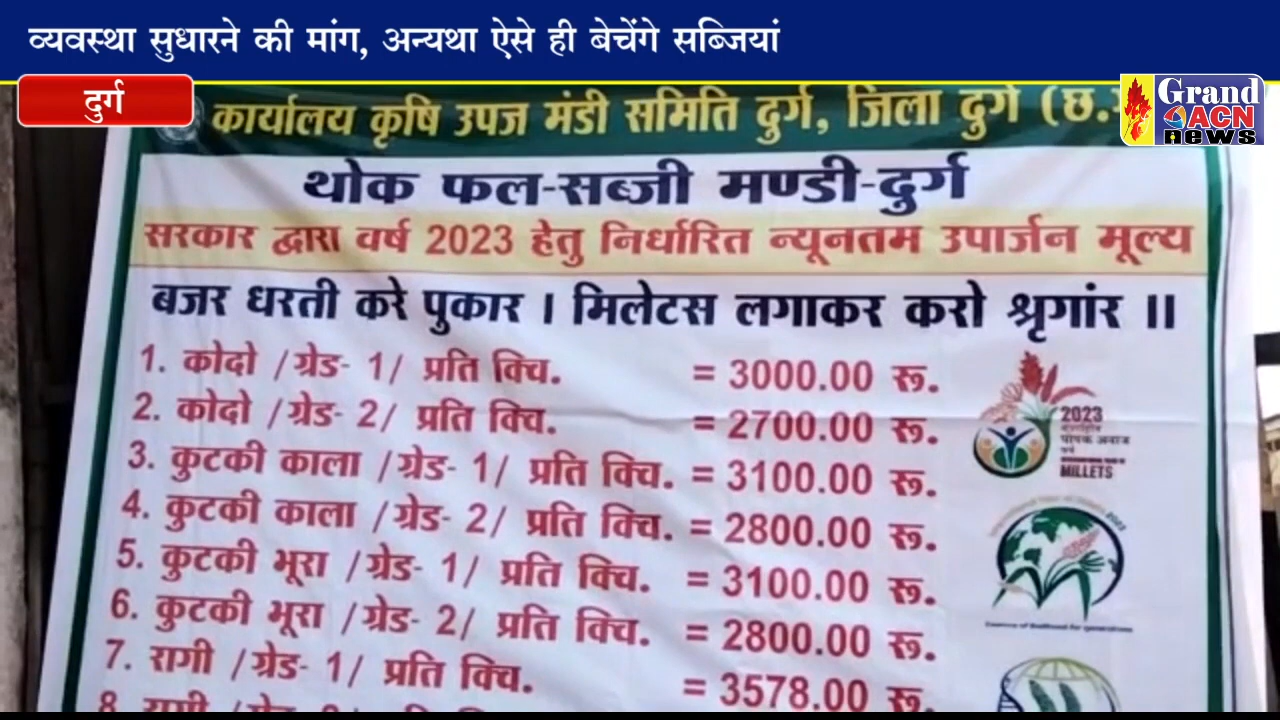 व्यवस्था सुधारने की मांग, अन्यथा ऐसे ही बेचेंगे सब्जियां
दुर्ग
Grand
ACN
news
कार्यालय कृषि उपज मंडी समिति दुर्ग, जिला दुर्ग (छ.
थोक फल-सब्जी मण्डी-दुर्ग
सरकार द्वारा वर्ष 2023 हेतु निर्धारित न्यूनतम उपार्जन मूल्य
बजर धरती करे पुकार । मिलेटस लगाकर करो श्रृगांर ॥
1. कोदो /ग्रेड- 1/ प्रति क्वि. = 3000.00 रू.
2. कोदो /ग्रेड- 2/ प्रति क्वि. = 2700.00 रू.
3. कुटकी काला /ग्रेड- 1/ प्रति क्वि. = 3100.00 रू.
4. कुटकी काला /ग्रेड- 2/ प्रति क्वि. = 2800.00 रू.
5. कुटकी भूरा /ग्रेड- 1/ प्रति क्वि. = 3100.00 रू.
6. कुटकी भूरा /ग्रेड- 2/ प्रति क्वि. = 2800.00 रू.
7. रागी /ग्रेड- 1/ प्रति क्वि. = 3578.00 रू.
2023
पोषक अनाज
वर्ष
MILLETS